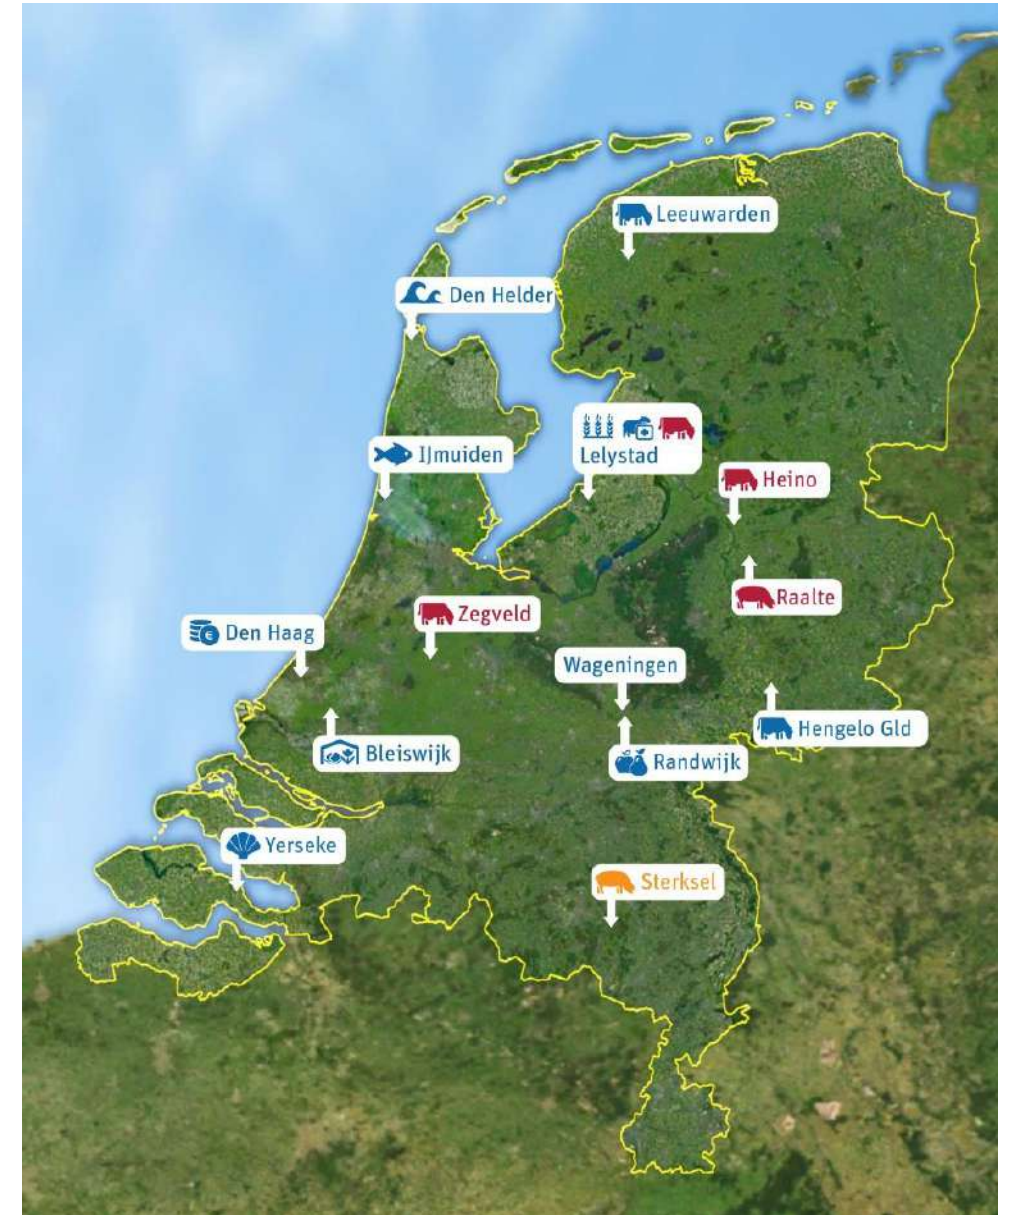 Leeuwarden
Den Helder
IJmuiden
Lelystad
Heino
Raalte
Zegveld
Den Haag
Wageningen
Hengelo Gld
Bleiswijk
Randwijk
Yerseke
Sterksel